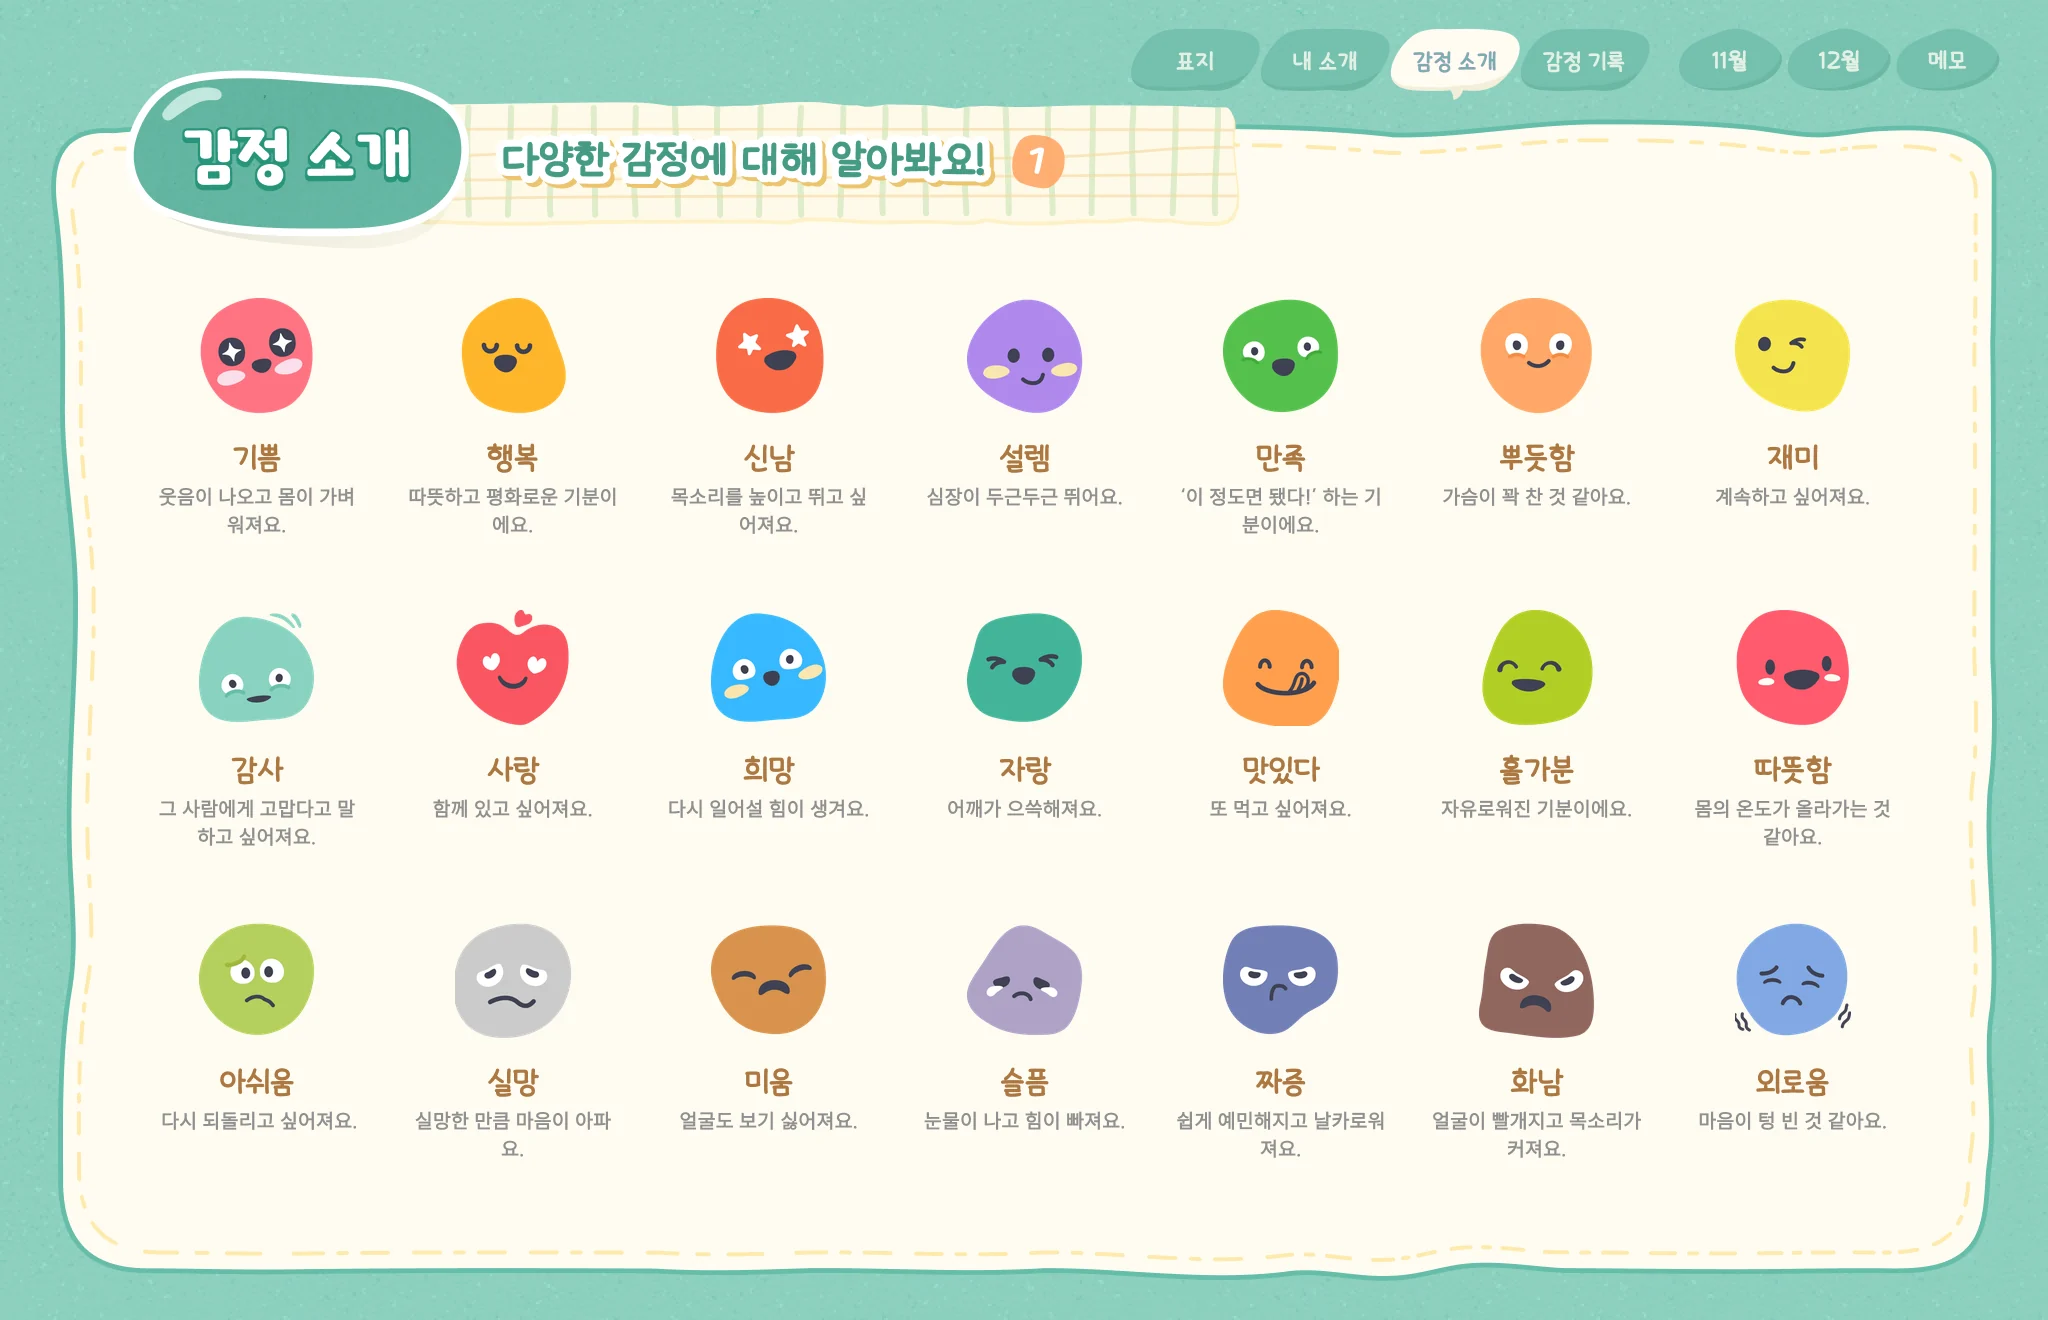 표지
내 소개
감정 소개
감정 기록
11월
12월
메모
감정 소개
다양한 감정에 대해 알아봐요!
1
기쁨
웃음이 나오고 몸이 가벼
워져요.
행복
따뜻하고 평화로운 기분이
에요.
신남
목소리를 높이고 뛰고 싶
어져요.
설렘
심장이 두근두근 뛰어요.
만족
‘이 정도면 됐다!’ 하는 기
분이에요.
뿌듯함
가슴이 꽉 찬 것 같아요.
재미
계속하고 싶어져요.
감사
그 사람에게 고맙다고 말
하고 싶어져요.
사랑
함께 있고 싶어져요.
희망
다시 일어설 힘이 생겨요.
자랑
어깨가 으쓱해져요.
맛있다
또 먹고 싶어져요.
홀가분
자유로워진 기분이에요.
따뜻함
몸의 온도가 올라가는 것
같아요.
아쉬움
다시 되돌리고 싶어져요.
실망
실망한 만큼 마음이 아파
요.
미움
얼굴도 보기 싫어져요.
슬픔
눈물이 나고 힘이 빠져요.
짜증
쉽게 예민해지고 날카로워
져요.
화남
얼굴이 빨개지고 목소리가
커져요.
외로움
마음이 텅 빈 것 같아요.